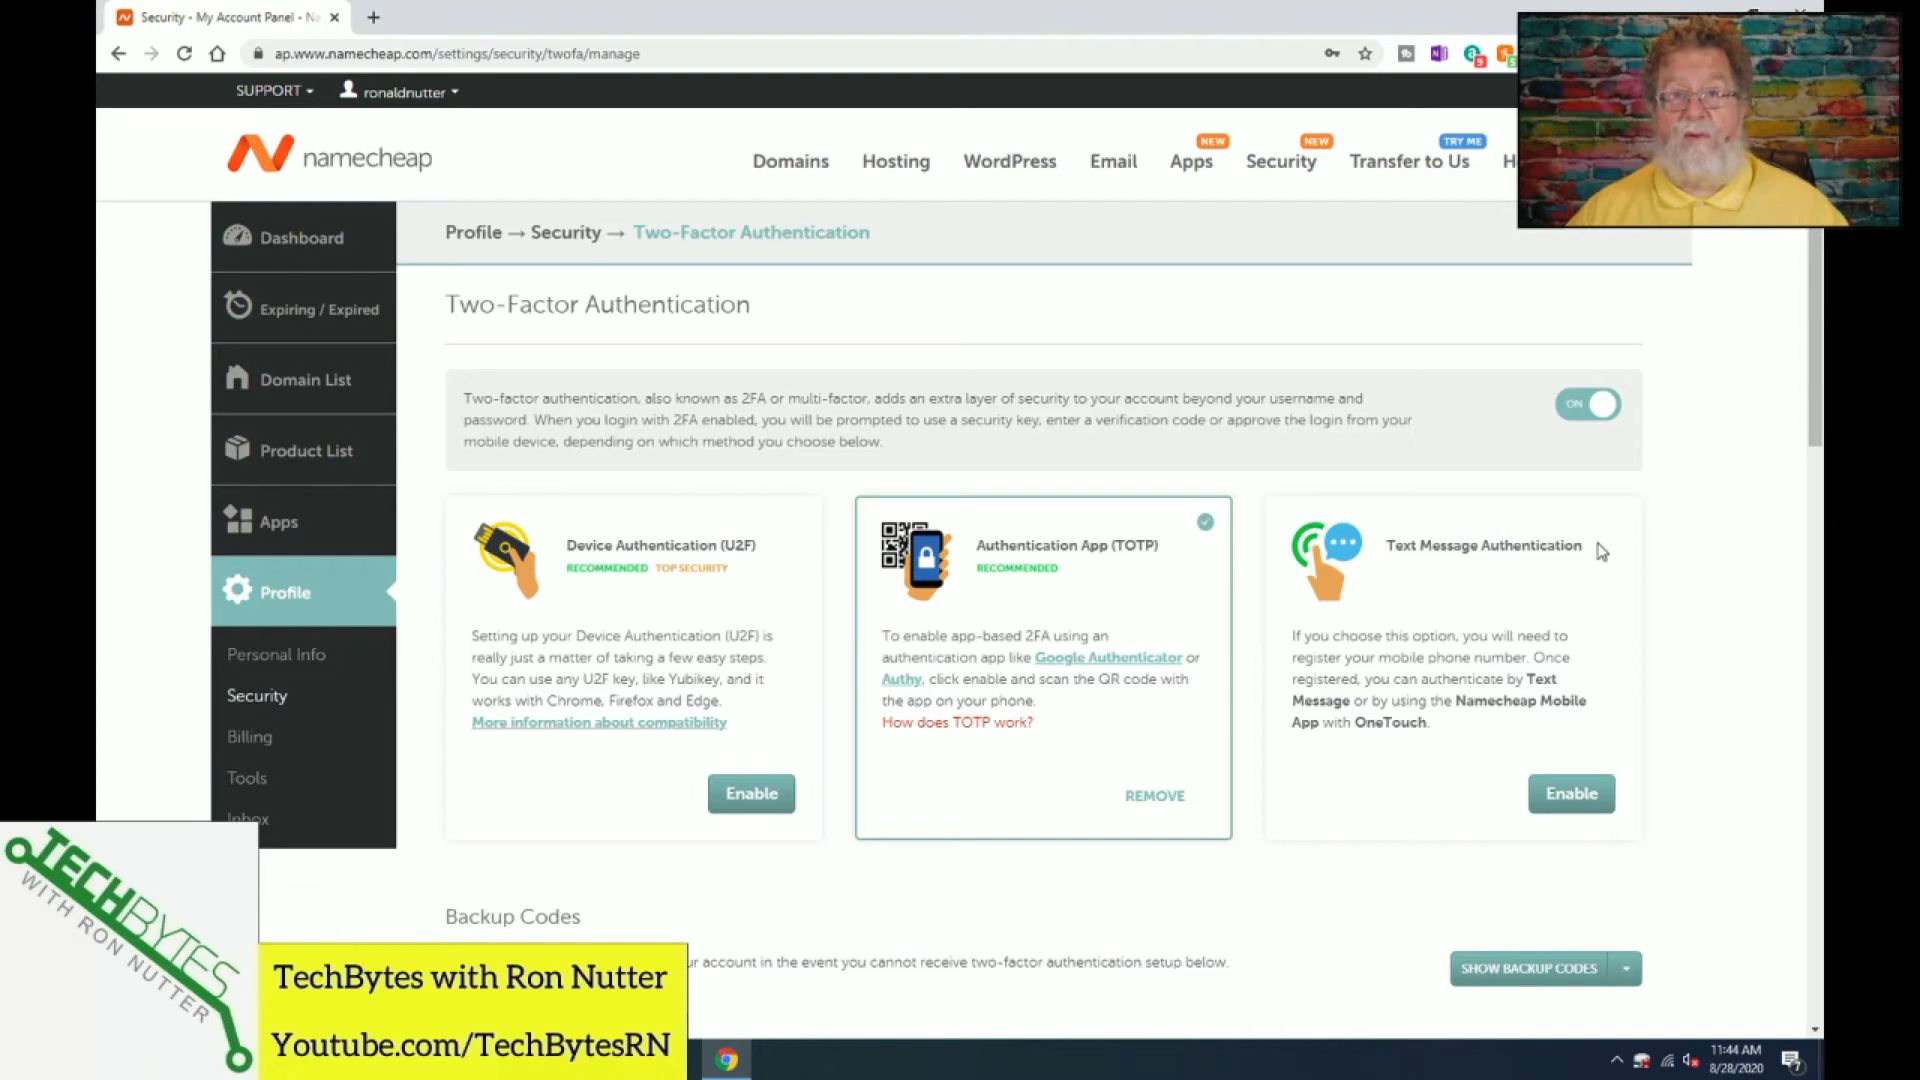 Security - My Account Panel - Na
ap.www.namecheap.com/settings/security/twofa/manage
9
SUPPORT
ronaldnutter
namecheap
Domains
Hosting
WordPress
Email
NEW
Apps
NEW
Security
TRY ME
Transfer to Us
H
Dashboard
Expiring / Expired
Domain List
Product List
Apps
Profile
Personal Info
Security
Billing
Tools
Inbox
Profile → Security → Two-Factor Authentication
Two-Factor Authentication
Two-factor authentication, also known as 2FA or multi-factor, adds an extra layer of security to your account beyond your username and
password. When you login with 2FA enabled, you will be prompted to use a security key, enter a verification code or approve the login from your
mobile device, depending on which method you choose below.
ON
Device Authentication (U2F)
RECOMMENDED TOP SECURITY
Setting up your Device Authentication (U2F) is
really just a matter of taking a few easy steps.
You can use any U2F key, like Yubikey, and it
works with Chrome, Firefox and Edge.
More information about compatibility
Enable
Authentication App (TOTP)
RECOMMENDED
To enable app-based 2FA using an
authentication app like Google Authenticator or
Authy, click enable and scan the QR code with
the app on your phone.
How does TOTP work?
REMOVE
Text Message Authentication
If you choose this option, you will need to
register your mobile phone number. Once
registered, you can authenticate by Text
Message or by using the Namecheap Mobile
App with OneTouch.
Enable
Backup Codes
ur account in the event you cannot receive two-factor authentication setup below.
SHOW BACKUP CODES
TECHBYTES
WITH RON NUTTER
TechBytes with Ron Nutter
Youtube.com/TechBytesRN
11:44 AM
8/28/2020
7